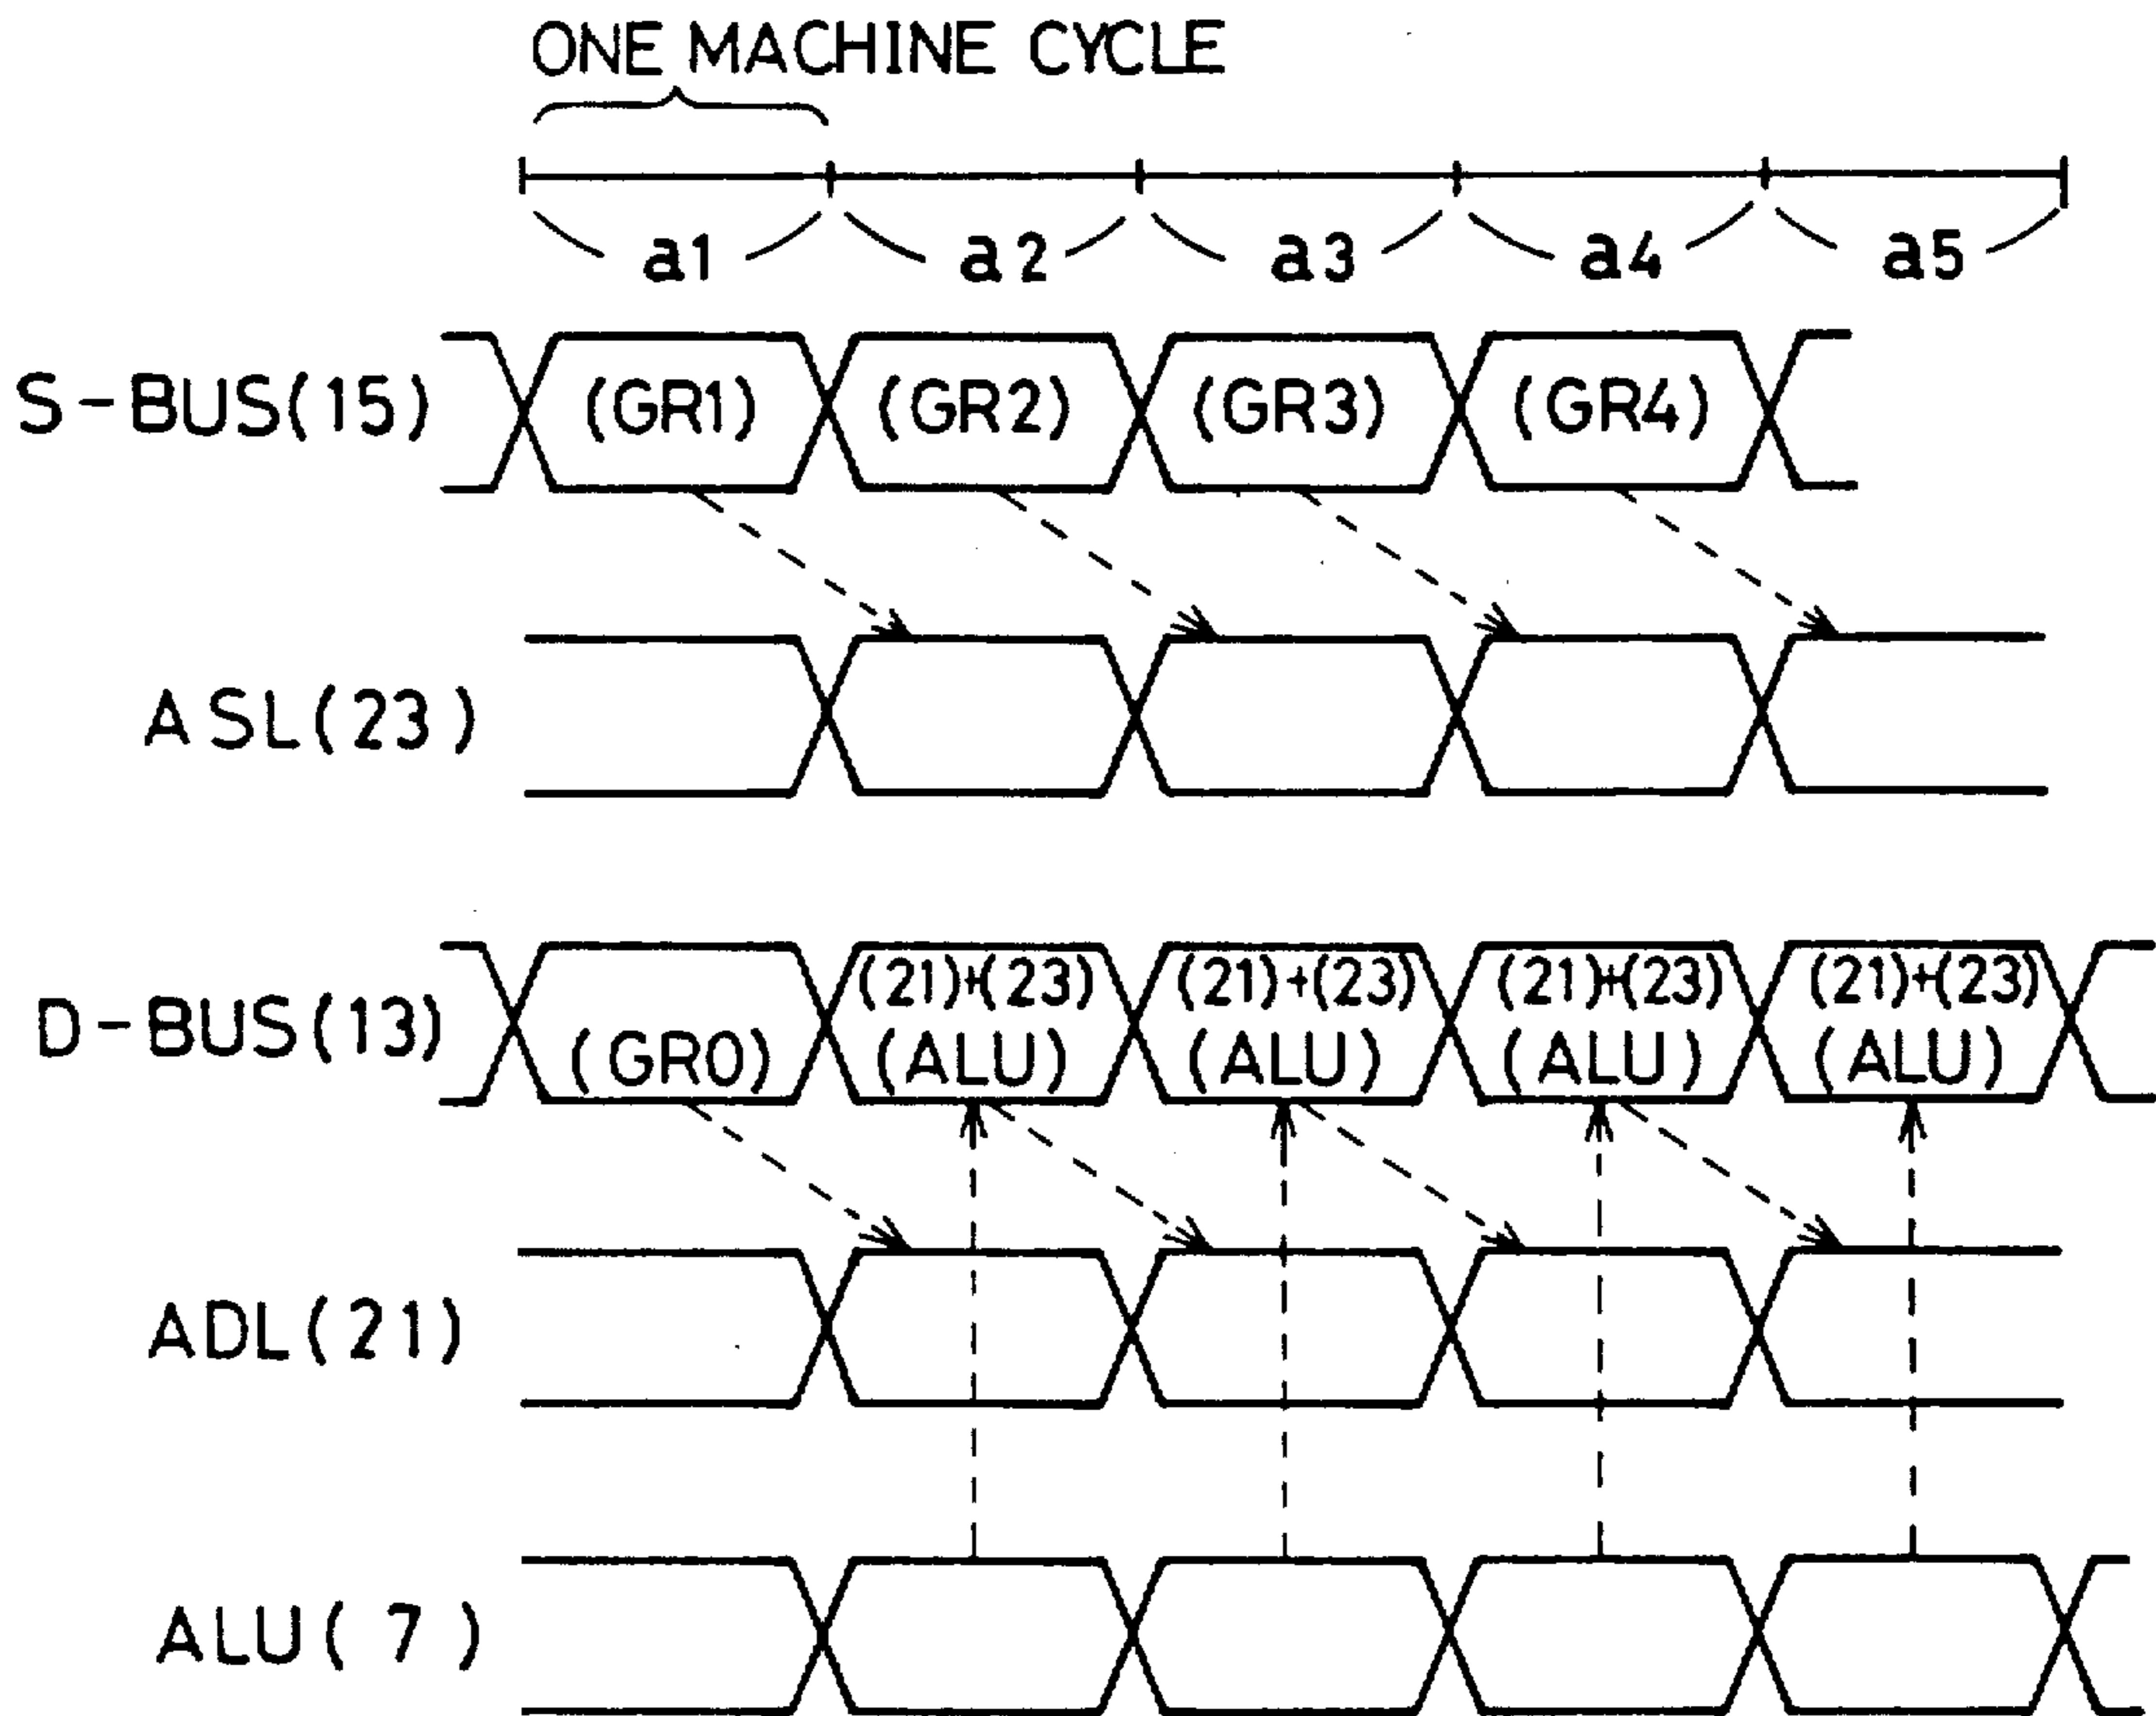 ONE MACHINE CYCLE
a1 a2 a3 a4 a5
S-BUS(15) (GR1) (GR2) (GR3) (GR4)
ASL(23)
(21)+(23) (21)+(23) (21)+(23) (21)+(23)
D-BUS(13) (GR0) (ALU) (ALU) (ALU) (ALU)
ADL(21)
ALU( 7 )